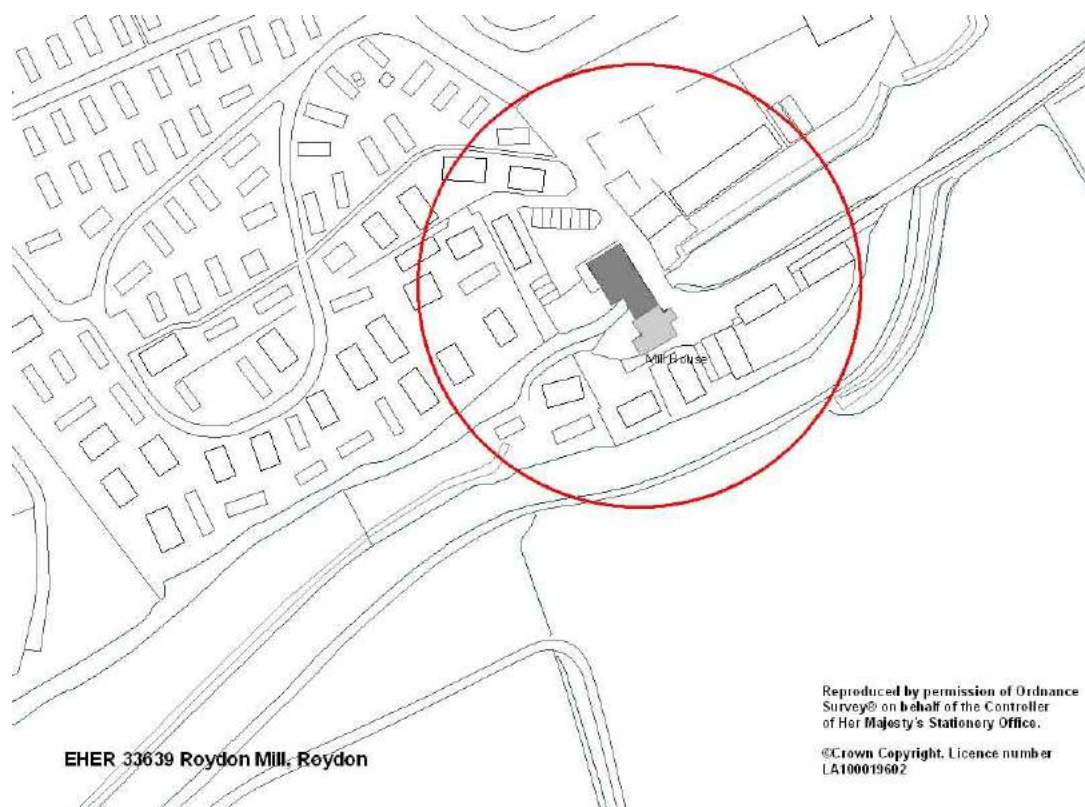 Mill House
EHER 33639 Roydon Mill, Roydon
Reproduced by permission of Ordnance
Survey® on behalf of the Controller
of Her Majesty's Stationery Office.
©Crown Copyright. Licence number
LA100019602